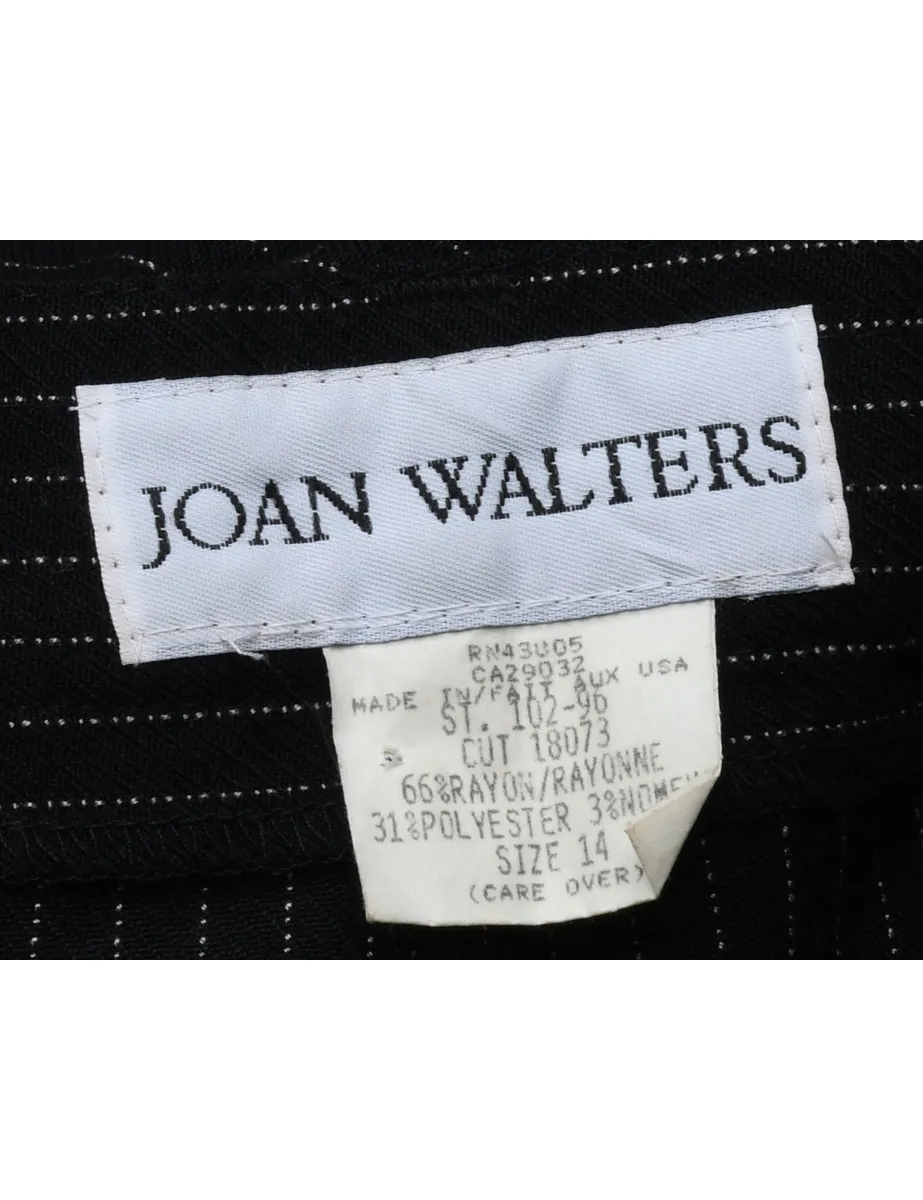 JOAN WALTERS
RN43005
CA29032
MADE IN/FAIT AUX USA
ST. 102-96
CUT 18073
66%RAYON/RAYONNE
31%POLYESTER 3%
SIZE 14
(CARE OVER)